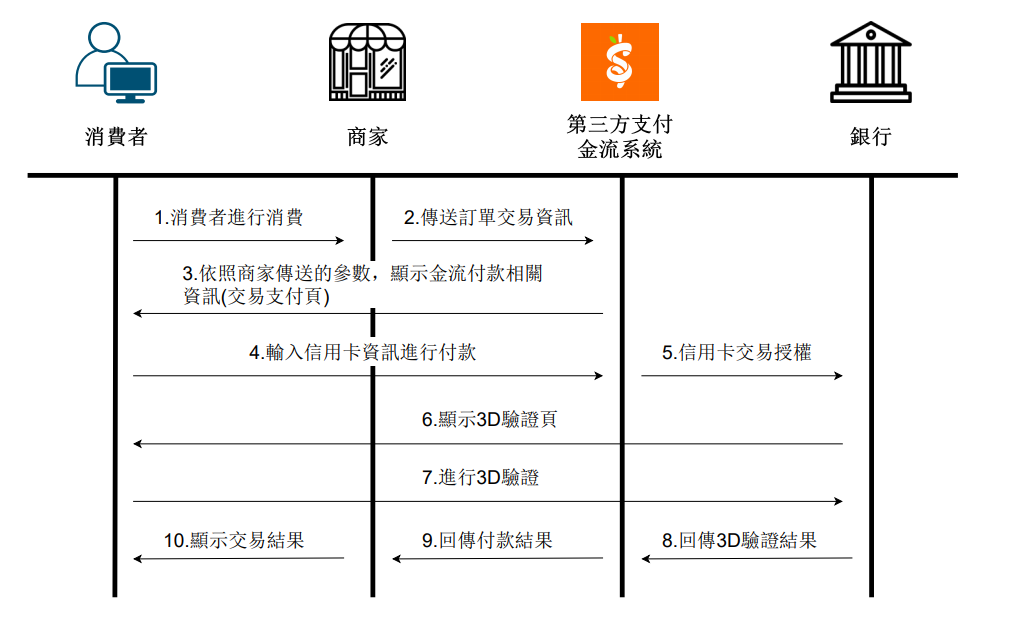 消費者
商家
第三方支付
金流系統
銀行
1.消費者進行消費
2.傳送訂單交易資訊
3.依照商家傳送的參數，顯示金流付款相關
資訊(交易支付頁)
4.輸入信用卡資訊進行付款
5.信用卡交易授權
6.顯示3D驗證頁
7.進行3D驗證
10.顯示交易結果
9.回傳付款結果
8.回傳3D驗證結果